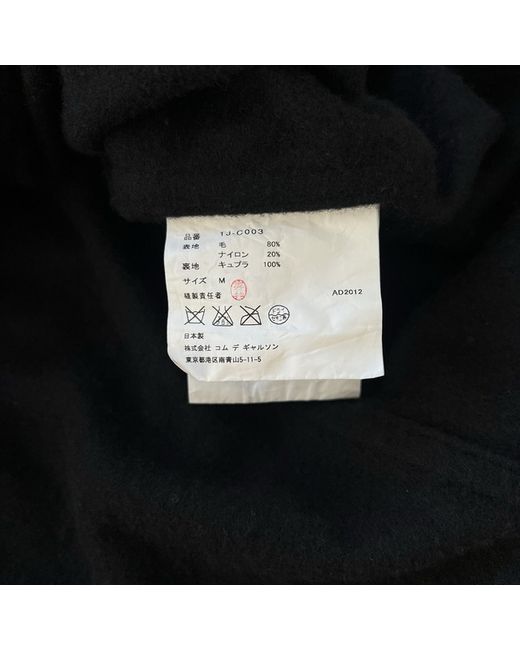 品番 TJ-C003
表地 毛 80%
ナイロン 20%
裏地 キュプラ 100%
サイズ M
縫製責任者 AD2012
日本製
株式会社 コム デ ギャルソン
東京都港区南青山5-11-5